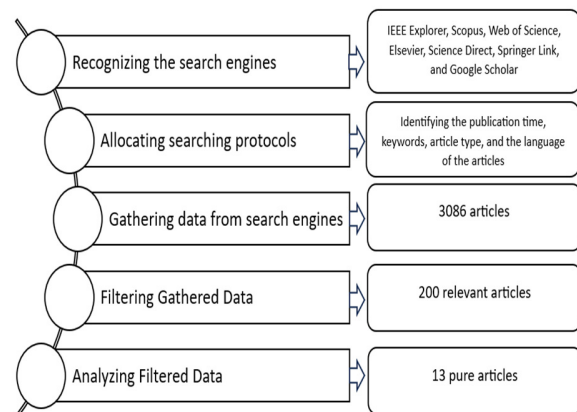 Recognizing the search engines
IEEE Explorer, Scopus, Web of Science,
Elsevier, Science Direct, Springer Link,
and Google Scholar
Allocating searching protocols
Identifying the publication time,
keywords, article type, and the language
of the articles
Gathering data from search engines
3086 articles
Filtering Gathered Data
200 relevant articles
Analyzing Filtered Data
13 pure articles